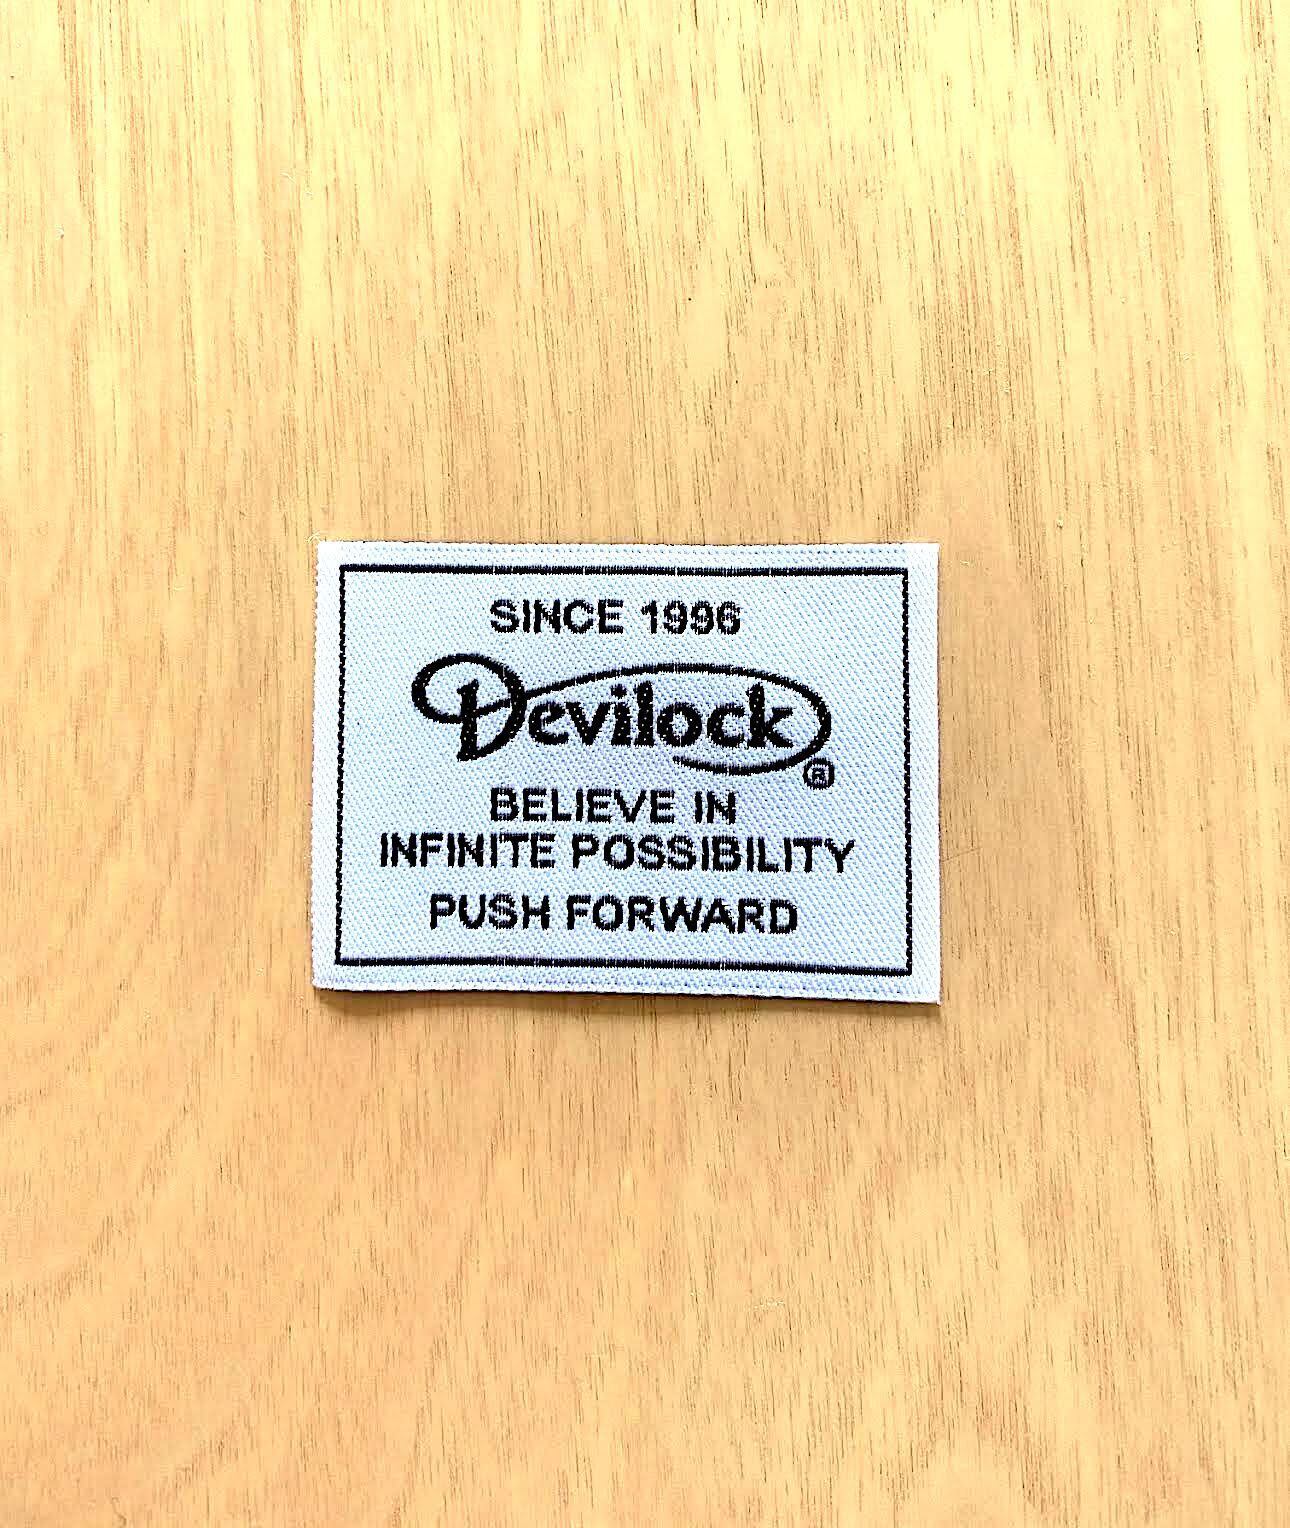 SINCE 1996
Devilock®
BELIEVE IN
INFINITE POSSIBILITY
PUSH FORWARD